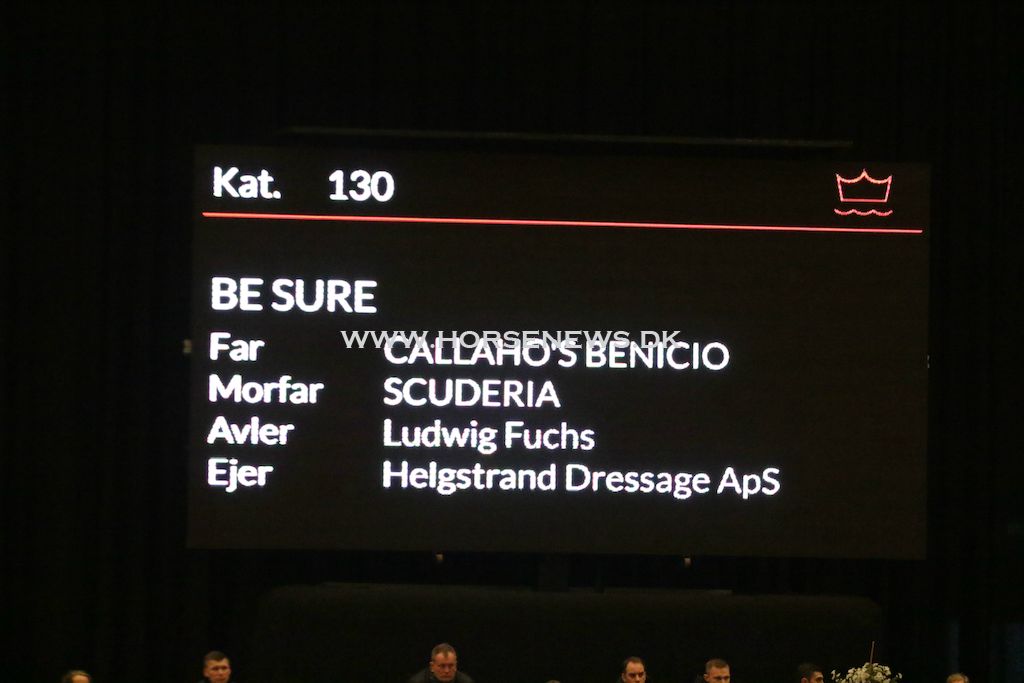 Kat. 130
BE SURE
WWW.HORSENEWS.DK
Far CALLAHO'S BENICIO
Morfar SCUDERIA
Avler Ludwig Fuchs
Ejer Helgstrand Dressage ApS